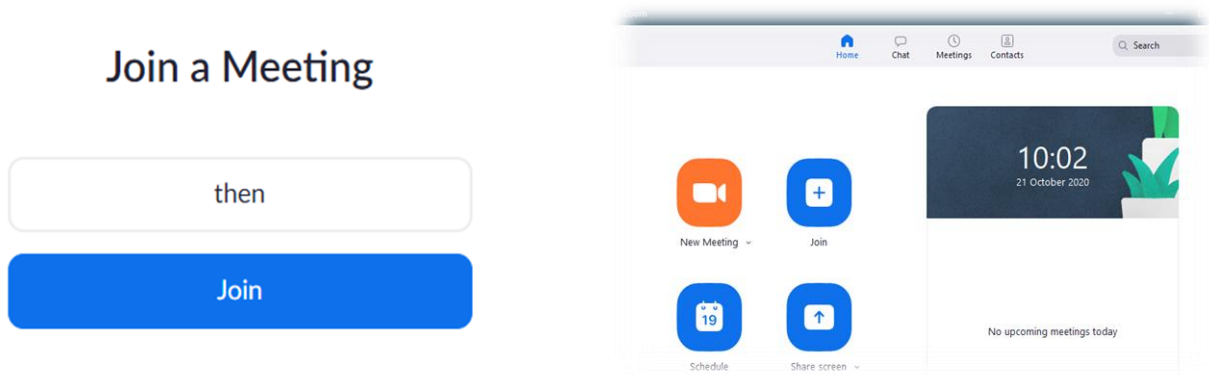 Join a Meeting
then
Join
Home Chat Meetings Contacts
Search
10:02
21 October 2020
New Meeting
Join
19
Schedule
Share screen
No upcoming meetings today